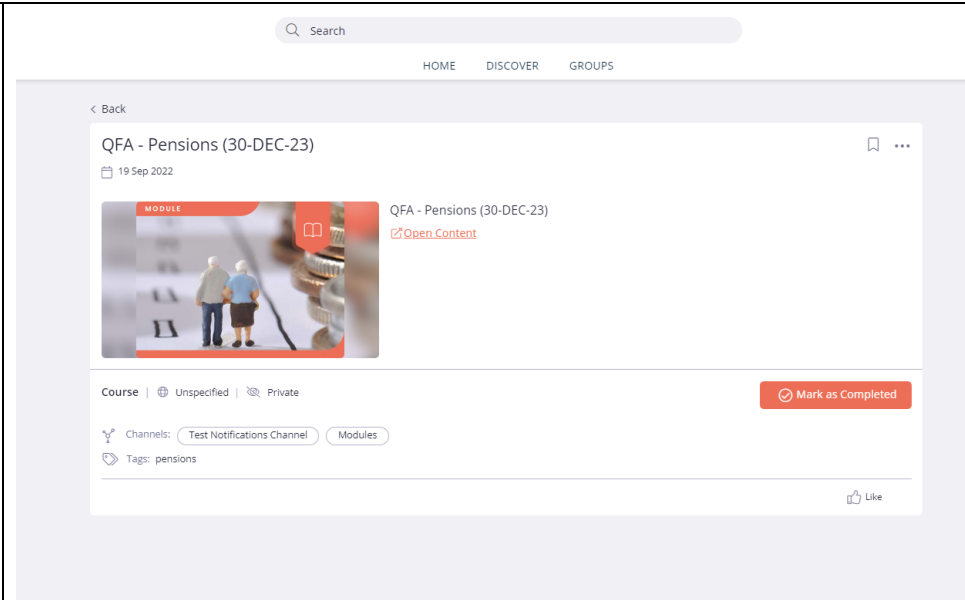 Search
HOME DISCOVER GROUPS
Back
QFA - Pensions (30-DEC-23)
19 Sep 2022
MODULE
QFA - Pensions (30-DEC-23)
Open Content
Course | Unspecified | Private
Mark as Completed
Channels: Test Notifications Channel Modules
Tags: pensions
Like